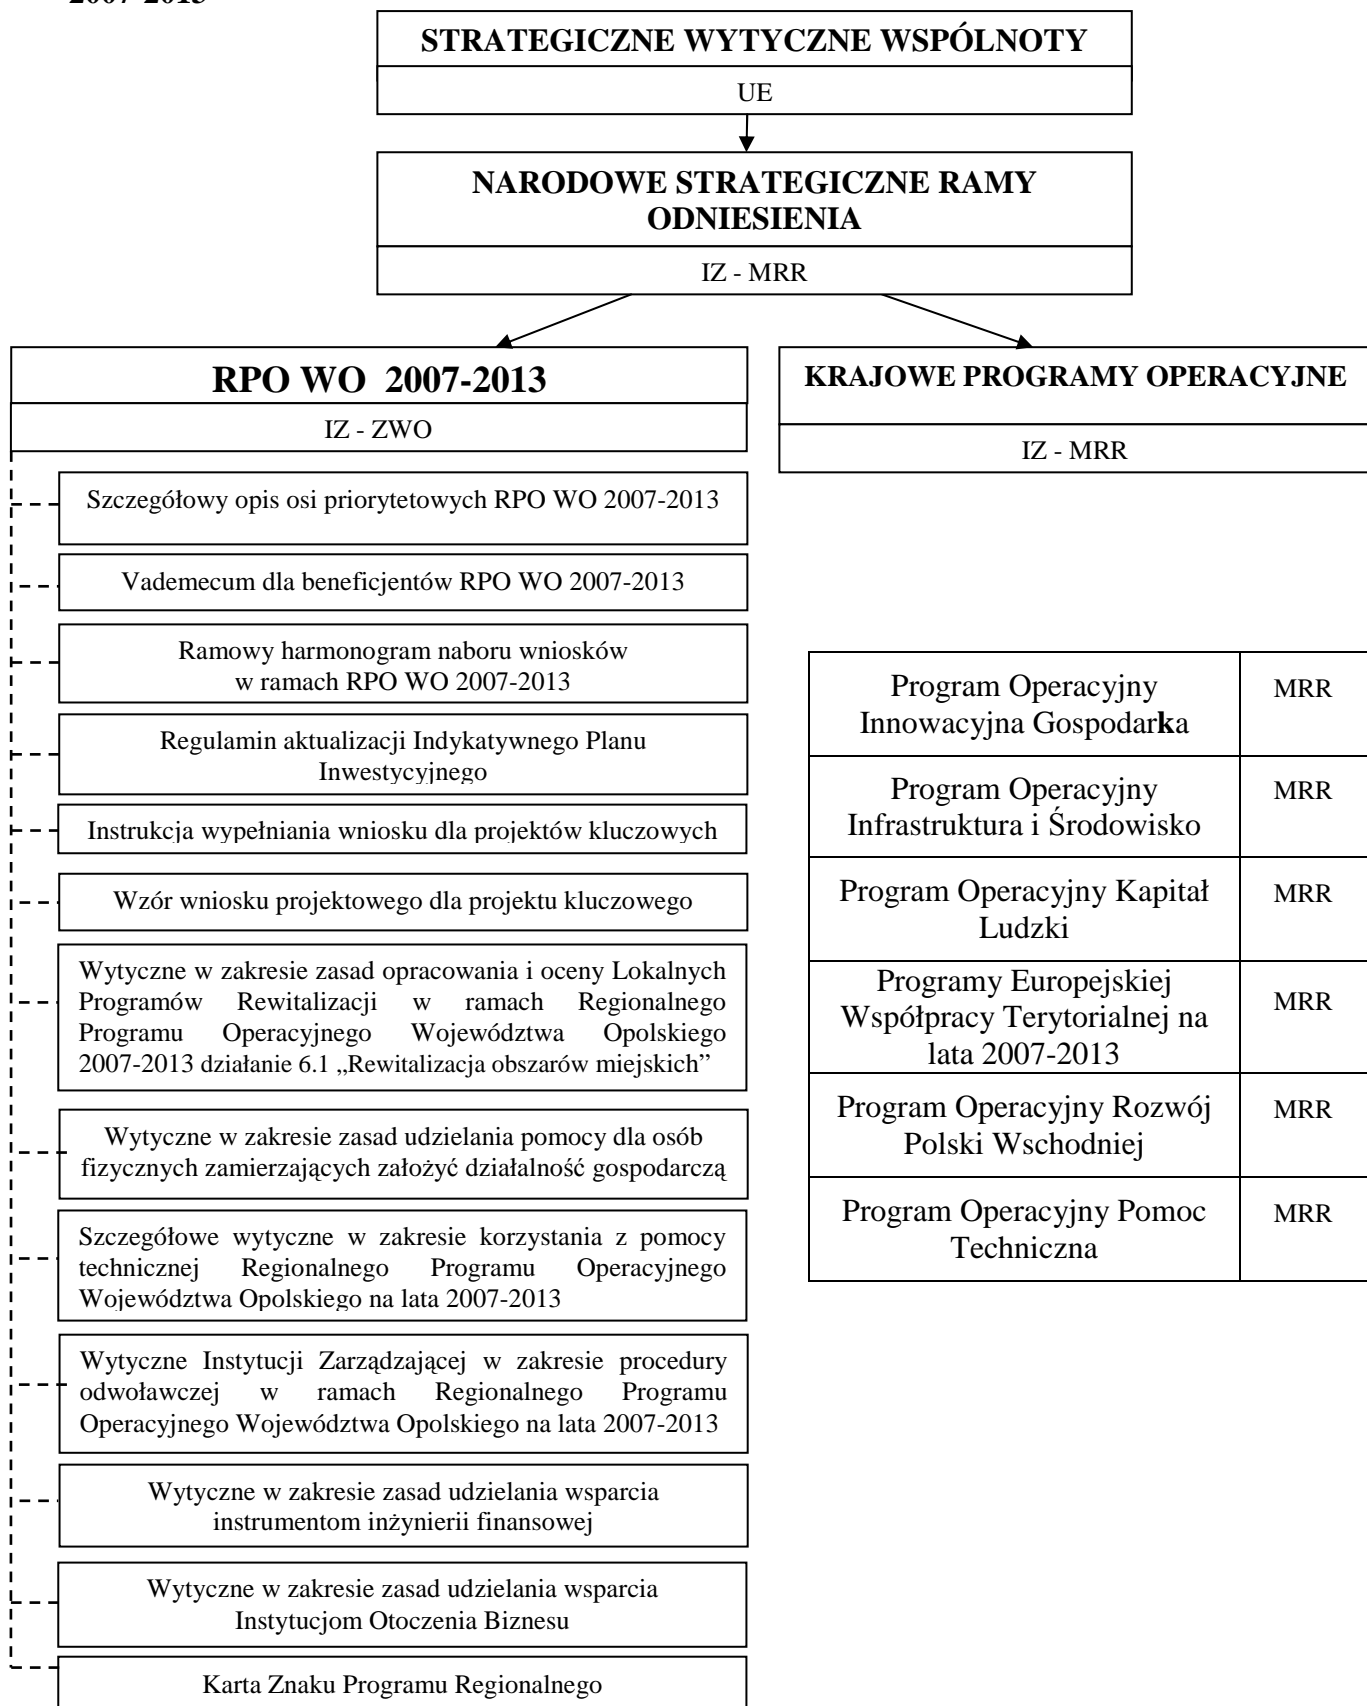 2007-2013
STRATEGICZNE WYTYCZNE WSPÓLNOTY
UE
NARODOWE STRATEGICZNE RAMY
ODNIESIENIA
IZ - MRR
RPO WO 2007-2013
IZ - ZWO
KRAJOWE PROGRAMY OPERACYJNE
IZ - MRR
Szczegółowy opis osi priorytetowych RPO WO 2007-2013
Vademecum dla beneficjentów RPO WO 2007-2013
Ramowy harmonogram naboru wniosków
w ramach RPO WO 2007-2013
Regulamin aktualizacji Indykatywnego Planu
Inwestycyjnego
Instrukcja wypełniania wniosku dla projektów kluczowych
Wzór wniosku projektowego dla projektu kluczowego
Wytyczne w zakresie zasad opracowania i oceny Lokalnych
Programów Rewitalizacji w ramach Regionalnego
Programu Operacyjnego Województwa Opolskiego
2007-2013 działanie 6.1 „Rewitalizacja obszarów miejskich”
Wytyczne w zakresie zasad udzielania pomocy dla osób
fizycznych zamierzających założyć działalność gospodarczą
Szczegółowe wytyczne w zakresie korzystania z pomocy
technicznej Regionalnego Programu Operacyjnego
Województwa Opolskiego na lata 2007-2013
Wytyczne Instytucji Zarządzającej w zakresie procedury
odwoławczej w ramach Regionalnego Programu
Operacyjnego Województwa Opolskiego na lata 2007-2013
Wytyczne w zakresie zasad udzielania wsparcia
instrumentom inżynierii finansowej
Wytyczne w zakresie zasad udzielania wsparcia
Instytucjom Otoczenia Biznesu
Karta Znaku Programu Regionalnego
Program Operacyjny
Innowacyjna Gospodarka
MRR
Program Operacyjny
Infrastruktura i Środowisko
MRR
Program Operacyjny Kapitał
Ludzki
MRR
Programy Europejskiej
Współpracy Terytorialnej na
lata 2007-2013
MRR
Program Operacyjny Rozwój
Polski Wschodniej
MRR
Program Operacyjny Pomoc
Techniczna
MRR